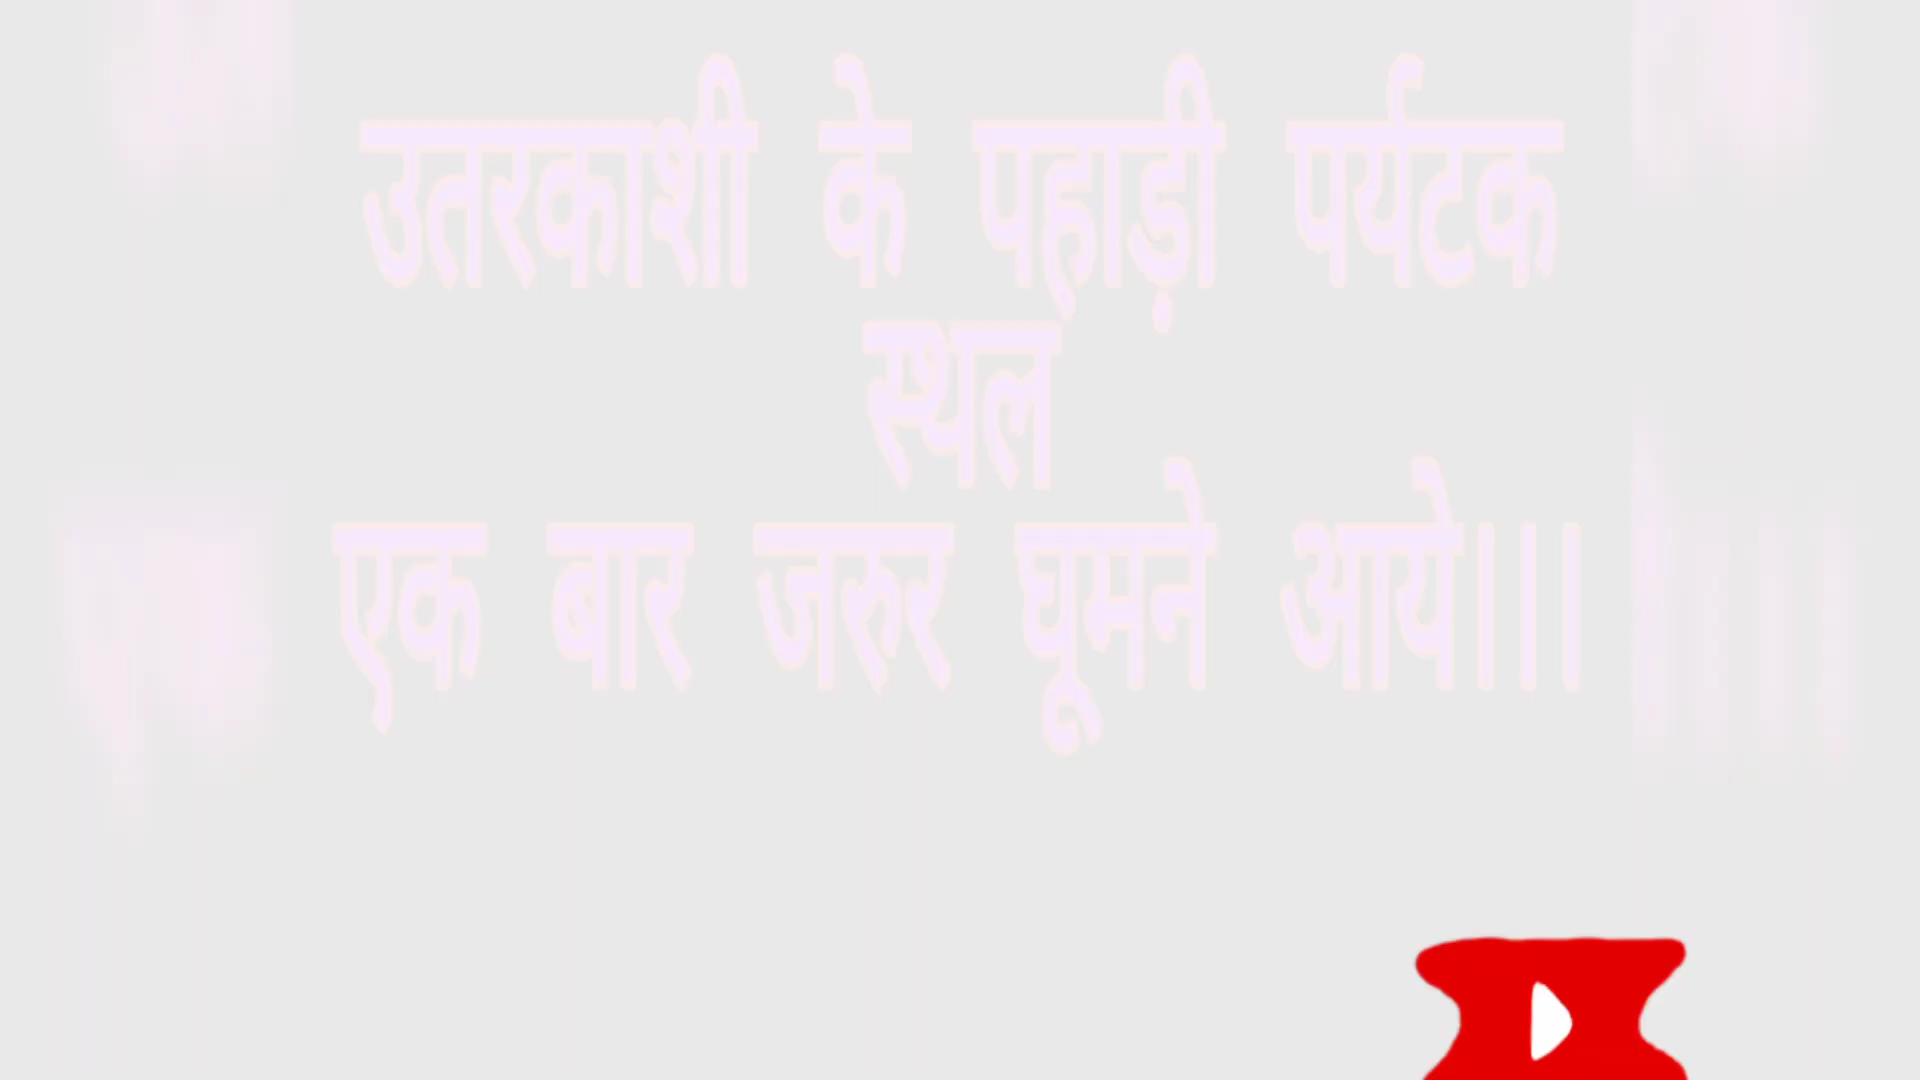 उतरकाशी के पहाड़ी पर्यटक
स्थल
एक बार जरुर घूमने आये।।।